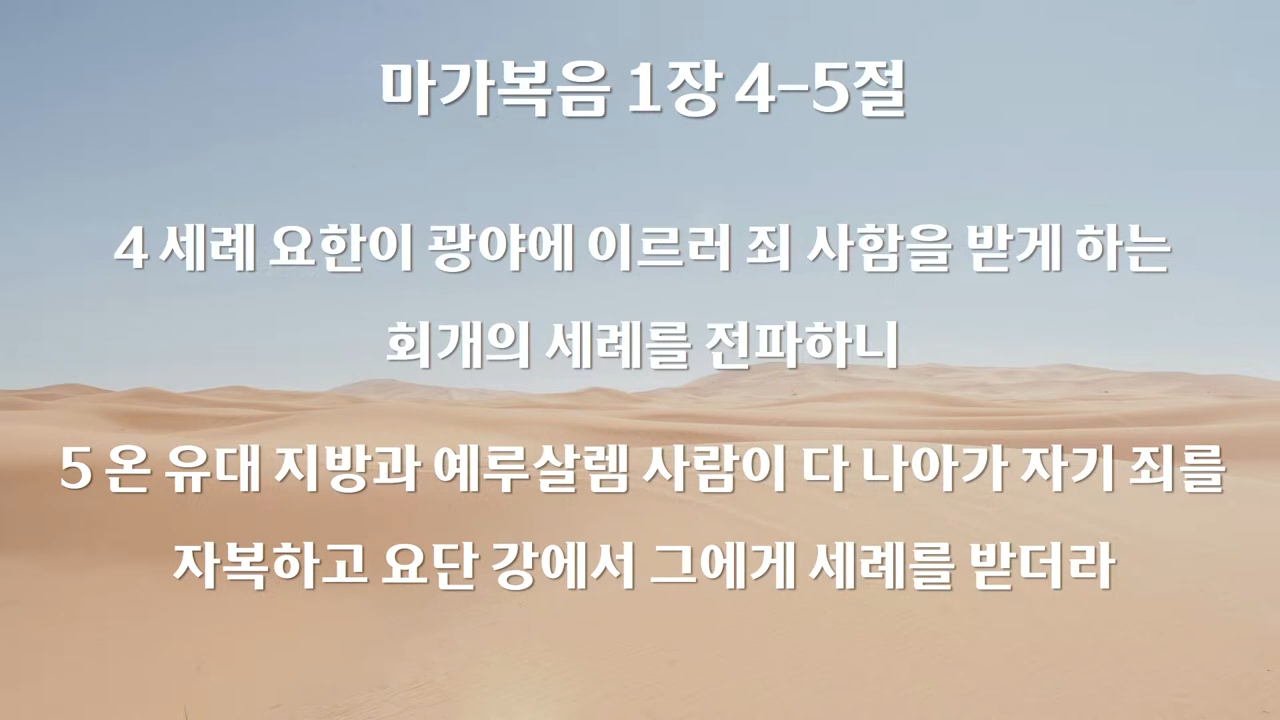 마가복음 1장 4-5절
4 세례 요한이 광야에 이르러 죄 사함을 받게 하는
회개의 세례를 전파하니
5 온 유대 지방과 예루살렘 사람이 다 나아가 자기 죄를
자복하고 요단 강에서 그에게 세례를 받더라